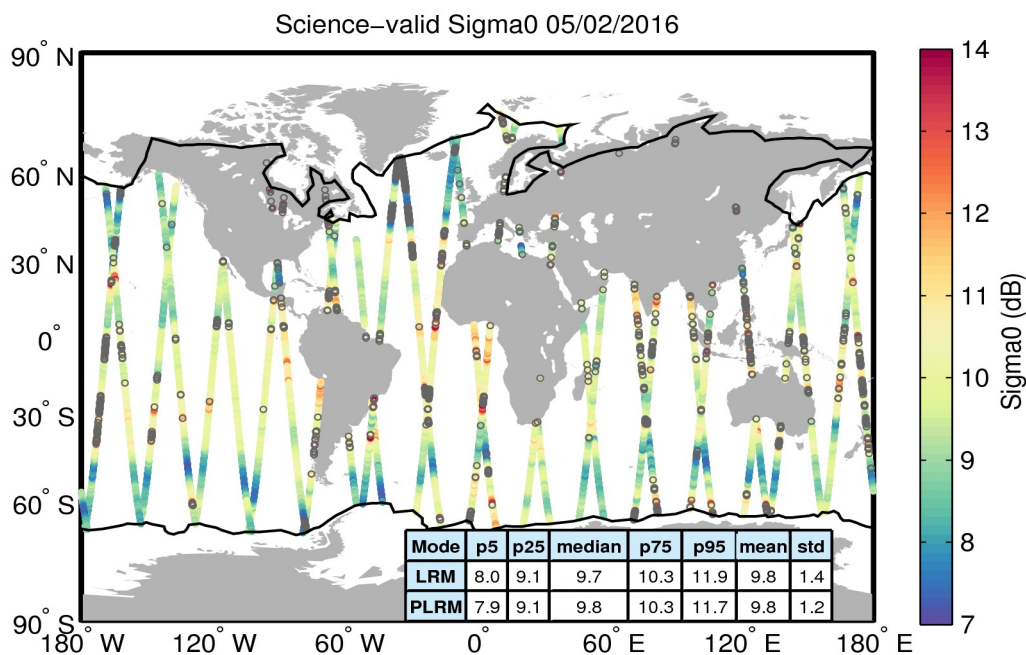 Science−valid Sigma0 05/02/2016
90° N
60° N
30° N
0°
30° S
60° S
90° S
180° W
120° W
60° W
0°
60° E
120° E
180° E
Mode p5 p25 median p75 p95 mean std
LRM 8.0 9.1 9.7 10.3 11.9 9.8 1.4
PLRM 7.9 9.1 9.8 10.3 11.7 9.8 1.2
14
13
12
11
10
9
8
7
Sigma0 (dB)